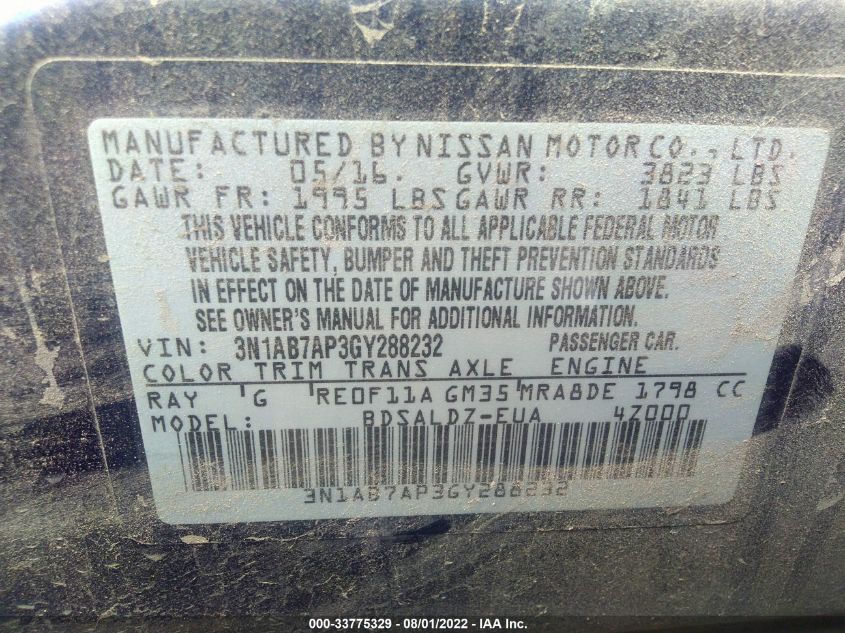 MANUFACTURED BY NISSAN MOTOR CO., LTD.
DATE: 05/16. GVWR: 3823 LBS
GAWR FR: 1995 LBS GAWR RR: 1841 LBS
THIS VEHICLE CONFORMS TO ALL APPLICABLE FEDERAL MOTOR
VEHICLE SAFETY, BUMPER AND THEFT PREVENTION STANDARDS
IN EFFECT ON THE DATE OF MANUFACTURE SHOWN ABOVE.
SEE OWNER'S MANUAL FOR ADDITIONAL INFORMATION.
VIN: 3N1AB7AP3GY288232 PASSENGER CAR.
COLOR TRIM TRANS AXLE ENGINE
RAY G RE0F11A GM35 MRA8DE 1798 CC
MODEL: BDSALDZ-EUA 4Z000
3N1AB7AP3GY288232
000-33775329 - 08/01/2022 - IAA Inc.